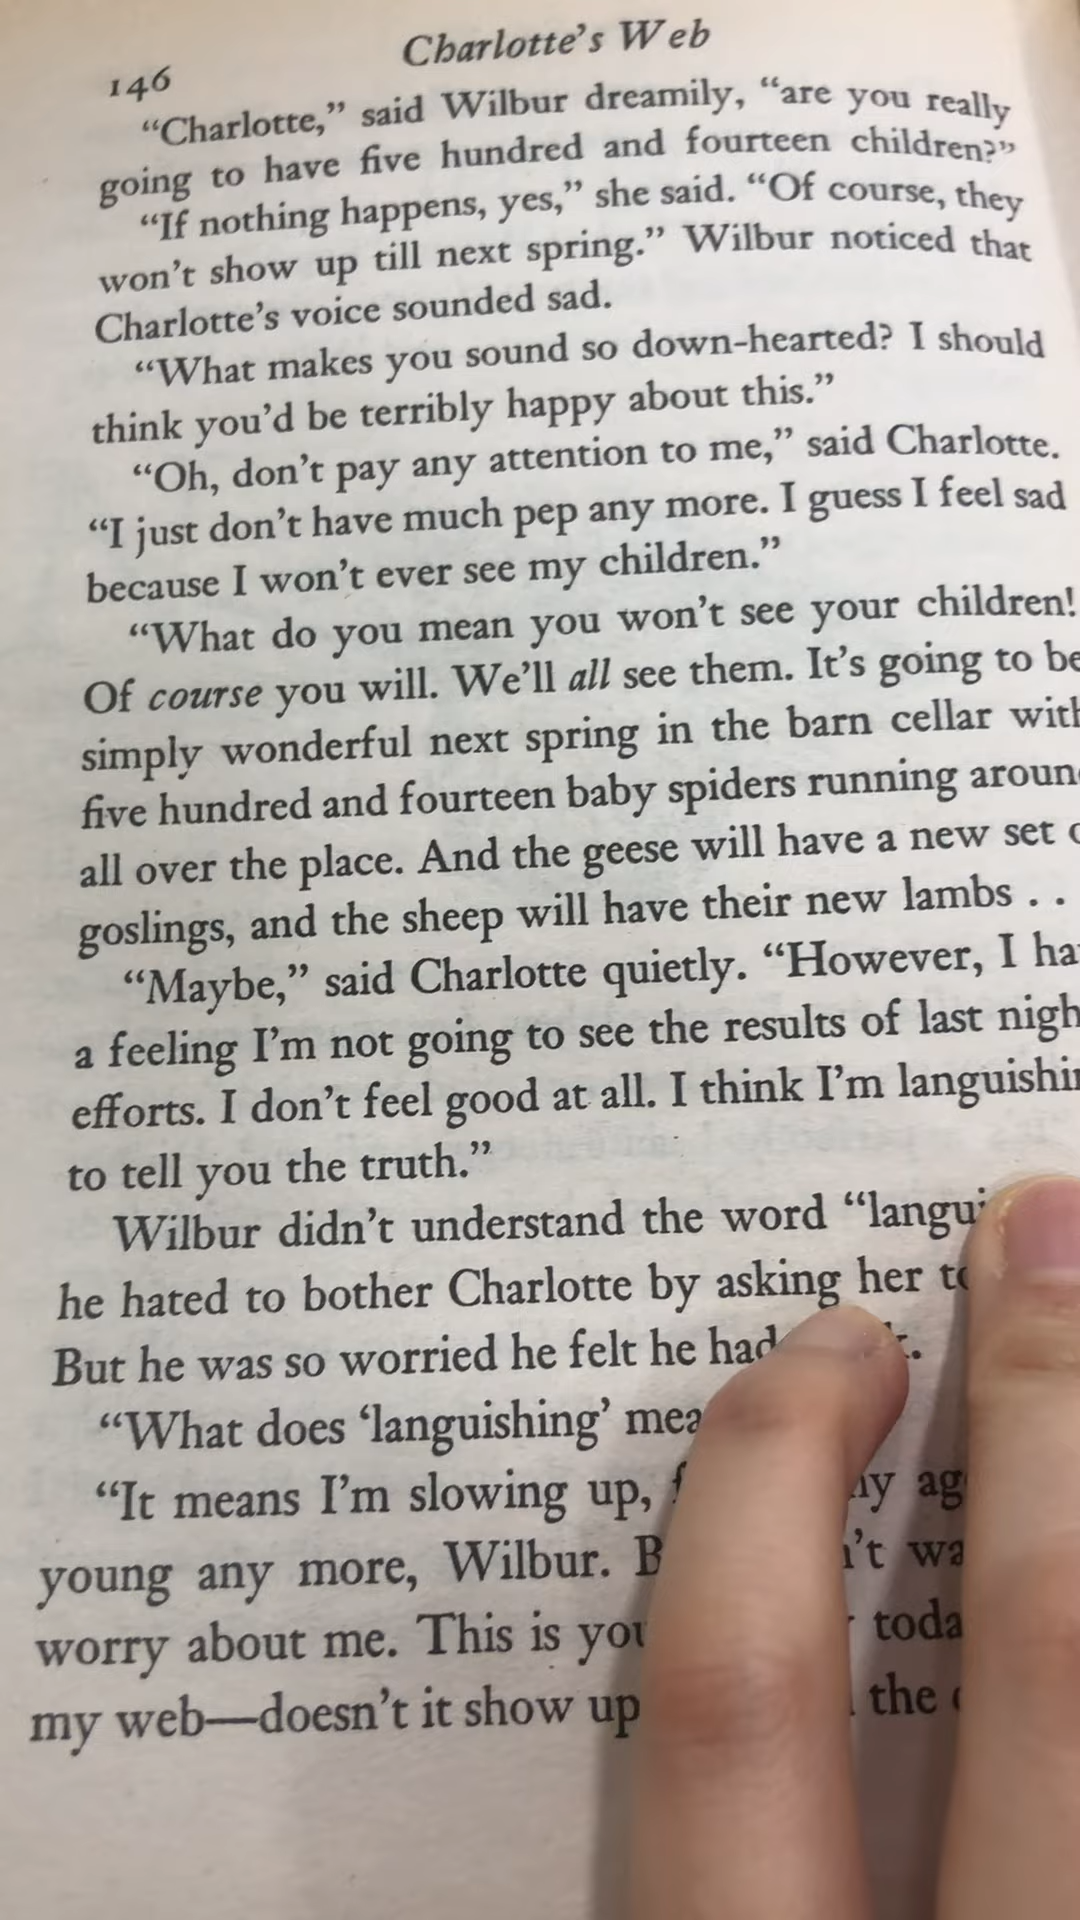 146
Charlotte's Web
“Charlotte,” said Wilbur dreamily, “are you really
going to have five hundred and fourteen children?”
“If nothing happens, yes,” she said. “Of course, they
won't show up till next spring.” Wilbur noticed that
Charlotte's voice sounded sad.
“What makes you sound so down-hearted? I should
think you'd be terribly happy about this.”
“Oh, don't pay any attention to me,” said Charlotte.
“I just don't have much pep any more. I guess I feel sad
because I won't ever see my children.”
“What do you mean you won't see your children!
Of course you will. We'll all see them. It's going to be
simply wonderful next spring in the barn cellar with
five hundred and fourteen baby spiders running
all over the place. And the geese will have a new set
goslings, and the sheep will have their new lambs . .
“Maybe,” said Charlotte quietly. “However, I
a feeling I'm not going to see the results of last
efforts. I don't feel good at all. I think I'm
to tell you the truth.”
Wilbur didn't understand the word
he hated to bother Charlotte by asking her
But he was so worried he felt he had
“What does ‘languishing’
“It means I'm slowing up,
young any more, Wilbur.
worry about me. This is
my web—doesn't it show up the